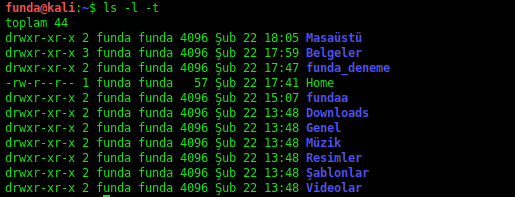 funda@kali:~$ ls -l -t
toplam 44
drwxr-xr-x 2 funda funda 4096 Şub 22 18:05 Masaüstü
drwxr-xr-x 3 funda funda 4096 Şub 22 17:59 Belgeler
drwxr-xr-x 2 funda funda 4096 Şub 22 17:47 funda_deneme
-rw-r--r-- 1 funda funda   57 Şub 22 17:41 Home
drwxr-xr-x 2 funda funda 4096 Şub 22 15:07 fundaa
drwxr-xr-x 2 funda funda 4096 Şub 22 13:48 Downloads
drwxr-xr-x 2 funda funda 4096 Şub 22 13:48 Genel
drwxr-xr-x 2 funda funda 4096 Şub 22 13:48 Müzik
drwxr-xr-x 2 funda funda 4096 Şub 22 13:48 Resimler
drwxr-xr-x 2 funda funda 4096 Şub 22 13:48 Şablonlar
drwxr-xr-x 2 funda funda 4096 Şub 22 13:48 Videolar